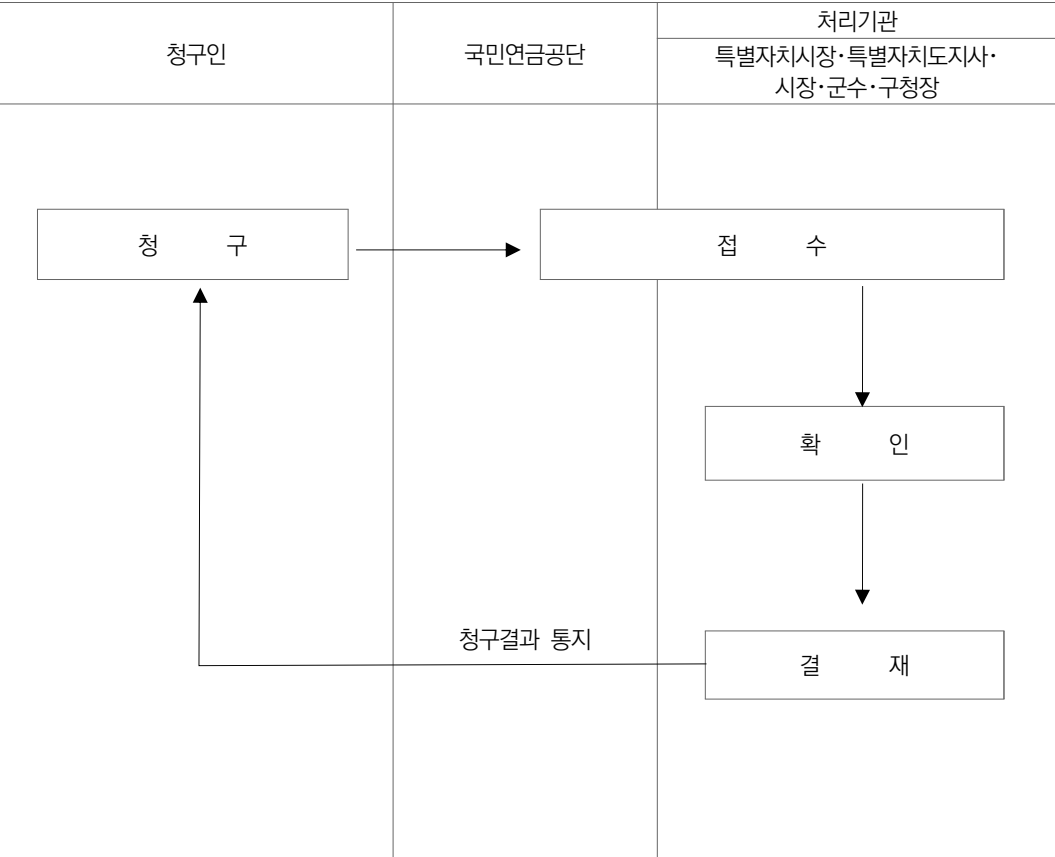 청구인
국민연금공단
처리기관
특별자치시장·특별자치도지사·
시장·군수·구청장
청 구
접 수
확 인
청구결과 통지
결 재